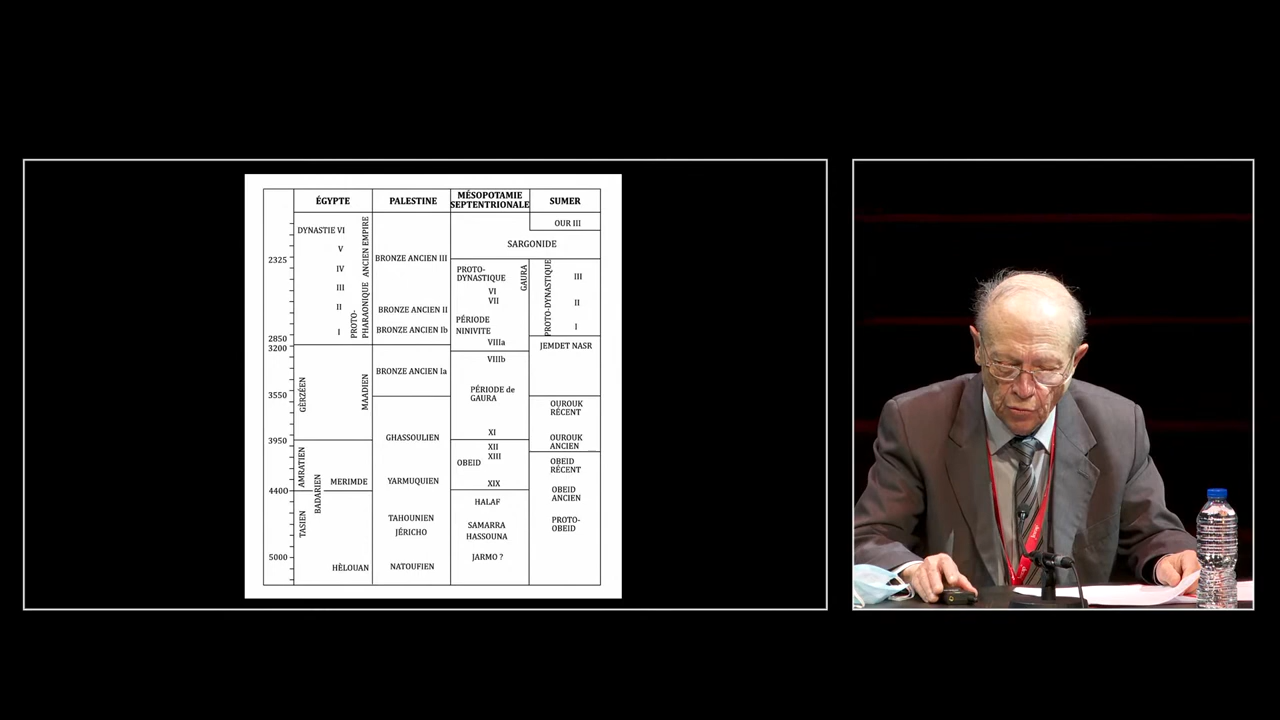 ÉGYPTE
PALESTINE
MÉSOPOTAMIE
SEPTENTRIONALE
SUMER
2325
2850
3200
3550
3950
4400
5000
DYNASTIE VI
V
IV
III
II
I
ANCIEN EMPIRE
PROTO-
PHARAONIQUE
GÈRZÉEN
MAADIEN
AMRATIEN
BADARIEN
MERIMDE
TASIEN
HÈLOUAN
BRONZE ANCIEN III
BRONZE ANCIEN II
BRONZE ANCIEN Ib
BRONZE ANCIEN Ia
GHASSOULIEN
YARMUQUIEN
TAHOUNIEN
JÉRICHO
NATOUFIEN
OUR III
SARGONIDE
PROTO-
DYNASTIQUE
GAURA
VI
VII
PÉRIODE
NINIVITE
VIIIa
VIIIb
PÉRIODE de
GAURA
XI
XII
XIII
OBEID
XIX
HALAF
SAMARRA
HASSOUNA
JARMO ?
PROTO-DYNASTIQUE
III
II
I
JEMDET NASR
OUROUK
RÉCENT
OUROUK
ANCIEN
OBEID
RÉCENT
OBEID
ANCIEN
PROTO-
OBEID